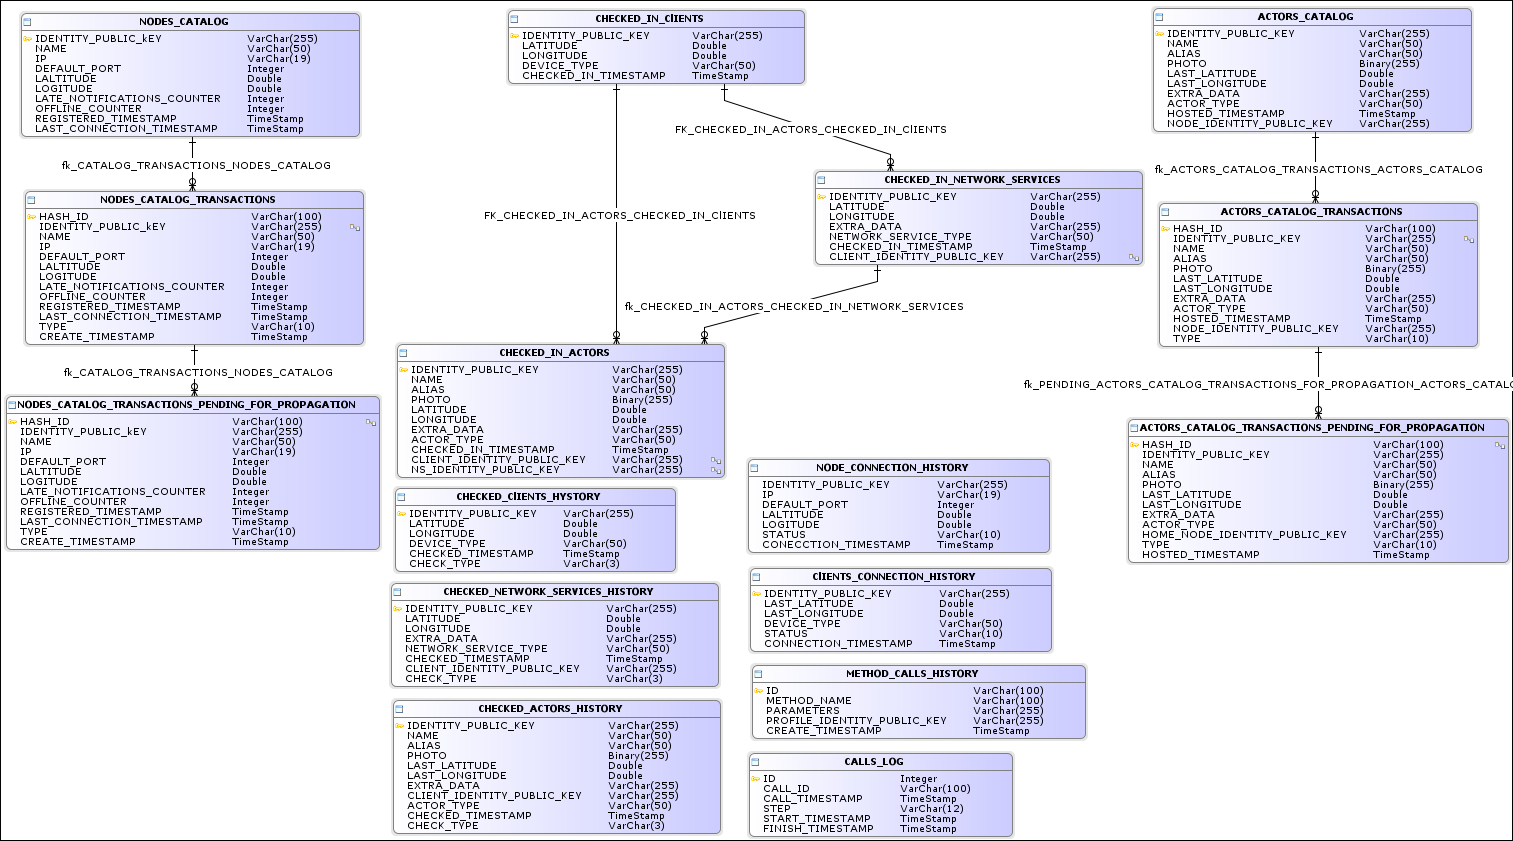 NODES_CATALOG
IDENTITY_PUBLIC_kEY VarChar(255)
NAME VarChar(50)
IP VarChar(19)
DEFAULT_PORT Integer
LALTITUDE Double
LOGITUDE Double
LATE_NOTIFICATIONS_COUNTER Integer
OFFLINE_COUNTER Integer
REGISTERED_TIMESTAMP TimeStamp
LAST_CONNECTION_TIMESTAMP TimeStamp
fk_CATALOG_TRANSACTIONS_NODES_CATALOG
NODES_CATALOG_TRANSACTIONS
HASH_ID VarChar(100)
IDENTITY_PUBLIC_kEY VarChar(255)
NAME VarChar(50)
IP VarChar(19)
DEFAULT_PORT Integer
LALTITUDE Double
LOGITUDE Double
LATE_NOTIFICATIONS_COUNTER Integer
OFFLINE_COUNTER Integer
REGISTERED_TIMESTAMP TimeStamp
LAST_CONNECTION_TIMESTAMP TimeStamp
TYPE VarChar(10)
CREATE_TIMESTAMP TimeStamp
fk_CATALOG_TRANSACTIONS_NODES_CATALOG
NODES_CATALOG_TRANSACTIONS_PENDING_FOR_PROPAGATION
HASH_ID VarChar(100)
IDENTITY_PUBLIC_kEY VarChar(255)
NAME VarChar(50)
IP VarChar(19)
DEFAULT_PORT Integer
LALTITUDE Double
LOGITUDE Double
LATE_NOTIFICATIONS_COUNTER Integer
OFFLINE_COUNTER Integer
REGISTERED_TIMESTAMP TimeStamp
LAST_CONNECTION_TIMESTAMP TimeStamp
TYPE VarChar(10)
CREATE_TIMESTAMP TimeStamp
CHECKED_IN_ClIENTS
IDENTITY_PUBLIC_KEY VarChar(255)
LATITUDE Double
LONGITUDE Double
DEVICE_TYPE VarChar(50)
CHECKED_IN_TIMESTAMP TimeStamp
FK_CHECKED_IN_ACTORS_CHECKED_IN_ClIENTS
FK_CHECKED_IN_ACTORS_CHECKED_IN_ClIENTS
CHECKED_IN_NETWORK_SERVICES
IDENTITY_PUBLIC_KEY VarChar(255)
LATITUDE Double
LONGITUDE Double
EXTRA_DATA VarChar(255)
NETWORK_SERVICE_TYPE VarChar(50)
CHECKED_IN_TIMESTAMP TimeStamp
CLIENT_IDENTITY_PUBLIC_KEY VarChar(255)
fk_CHECKED_IN_ACTORS_CHECKED_IN_NETWORK_SERVICES
CHECKED_IN_ACTORS
IDENTITY_PUBLIC_KEY VarChar(255)
NAME VarChar(50)
ALIAS VarChar(50)
PHOTO Binary(255)
LATITUDE Double
LONGITUDE Double
EXTRA_DATA VarChar(255)
ACTOR_TYPE VarChar(50)
CHECKED_IN_TIMESTAMP TimeStamp
CLIENT_IDENTITY_PUBLIC_KEY VarChar(255)
NS_IDENTITY_PUBLIC_KEY VarChar(255)
CHECKED_ClIENTS_HYSTORY
IDENTITY_PUBLIC_KEY VarChar(255)
LATITUDE Double
LONGITUDE Double
DEVICE_TYPE VarChar(50)
CHECKED_TIMESTAMP TimeStamp
CHECK_TYPE VarChar(3)
CHECKED_NETWORK_SERVICES_HISTORY
IDENTITY_PUBLIC_KEY VarChar(255)
LATITUDE Double
LONGITUDE Double
EXTRA_DATA VarChar(255)
NETWORK_SERVICE_TYPE VarChar(50)
CHECKED_TIMESTAMP TimeStamp
CLIENT_IDENTITY_PUBLIC_KEY VarChar(255)
CHECK_TYPE VarChar(3)
CHECKED_ACTORS_HISTORY
IDENTITY_PUBLIC_KEY VarChar(255)
NAME VarChar(50)
ALIAS VarChar(50)
PHOTO Binary(255)
LAST_LATITUDE Double
LAST_LONGITUDE Double
EXTRA_DATA VarChar(255)
CLIENT_IDENTITY_PUBLIC_KEY VarChar(255)
ACTOR_TYPE VarChar(50)
CHECKED_TIMESTAMP TimeStamp
CHECK_TYPE VarChar(3)
NODE_CONNECTION_HISTORY
IDENTITY_PUBLIC_KEY VarChar(255)
IP VarChar(19)
DEFAULT_PORT Integer
LALTITUDE Double
LOGITUDE Double
STATUS VarChar(10)
CONECCTION_TIMESTAMP TimeStamp
ClIENTS_CONNECTION_HISTORY
IDENTITY_PUBLIC_KEY VarChar(255)
LAST_LATITUDE Double
LAST_LONGITUDE Double
DEVICE_TYPE VarChar(50)
STATUS VarChar(10)
CONNECTION_TIMESTAMP TimeStamp
METHOD_CALLS_HISTORY
ID VarChar(100)
METHOD_NAME VarChar(100)
PARAMETERS VarChar(255)
PROFILE_IDENTITY_PUBLIC_KEY VarChar(255)
CREATE_TIMESTAMP TimeStamp
CALLS_LOG
ID Integer
CALL_ID VarChar(100)
CALL_TIMESTAMP TimeStamp
STEP VarChar(12)
START_TIMESTAMP TimeStamp
FINISH_TIMESTAMP TimeStamp
ACTORS_CATALOG
IDENTITY_PUBLIC_KEY VarChar(255)
NAME VarChar(50)
ALIAS VarChar(50)
PHOTO Binary(255)
LAST_LATITUDE Double
LAST_LONGITUDE Double
EXTRA_DATA VarChar(255)
ACTOR_TYPE VarChar(50)
HOSTED_TIMESTAMP TimeStamp
NODE_IDENTITY_PUBLIC_KEY VarChar(255)
fk_ACTORS_CATALOG_TRANSACTIONS_ACTORS_CATALOG
ACTORS_CATALOG_TRANSACTIONS
HASH_ID VarChar(100)
IDENTITY_PUBLIC_KEY VarChar(255)
NAME VarChar(50)
ALIAS VarChar(50)
PHOTO Binary(255)
LAST_LATITUDE Double
LAST_LONGITUDE Double
EXTRA_DATA VarChar(255)
ACTOR_TYPE VarChar(50)
HOSTED_TIMESTAMP TimeStamp
NODE_IDENTITY_PUBLIC_KEY VarChar(255)
TYPE VarChar(10)
fk_PENDING_ACTORS_CATALOG_TRANSACTIONS_FOR_PROPAGATION_ACTORS_CATALO
ACTORS_CATALOG_TRANSACTIONS_PENDING_FOR_PROPAGATION
HASH_ID VarChar(100)
IDENTITY_PUBLIC_KEY VarChar(255)
NAME VarChar(50)
ALIAS VarChar(50)
PHOTO Binary(255)
LAST_LATITUDE Double
LAST_LONGITUDE Double
EXTRA_DATA VarChar(255)
ACTOR_TYPE VarChar(50)
HOME_NODE_IDENTITY_PUBLIC_KEY VarChar(255)
TYPE VarChar(10)
HOSTED_TIMESTAMP TimeStamp